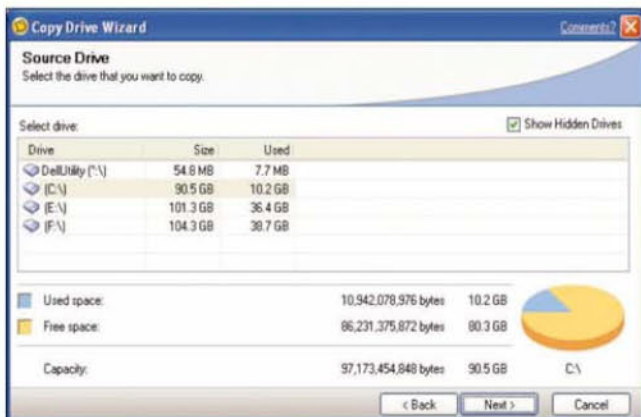 Copy Drive Wizard Comments?
Source Drive
Select the drive that you want to copy.
Select drive: Show Hidden Drives
Drive Size Used
DellUtility (*:\) 54.8 MB 7.7 MB
(C:\) 90.5 GB 10.2 GB
(E:\) 101.3 GB 36.4 GB
(F:\) 104.3 GB 38.7 GB
Used space: 10,942,078,976 bytes 10.2 GB
Free space: 86,231,375,872 bytes 80.3 GB
Capacity: 97,173,454,848 bytes 90.5 GB C:\
< Back Next > Cancel